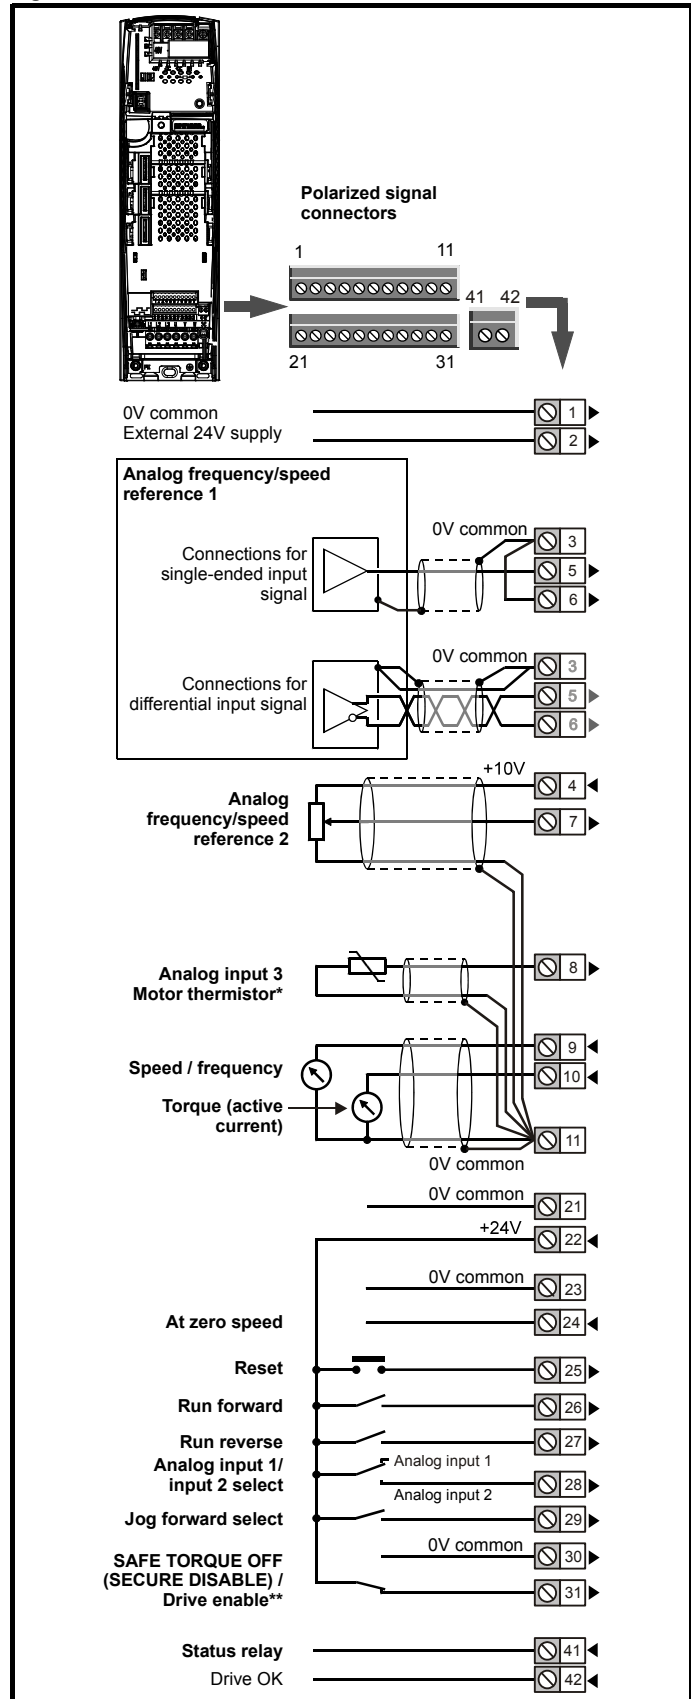 Polarized signal
connectors
1 11
41 42
21 31
0V common 1
External 24V supply 2
Analog frequency/speed
reference 1
0V common 3
Connections for
single-ended input
signal
5
6
0V common 3
Connections for
differential input signal
5
6
+10V 4
Analog
frequency/speed
reference 2
7
8
Analog input 3
Motor thermistor*
9
Speed / frequency 10
Torque (active
current)
11
0V common
0V common 21
+24V 22
0V common 23
At zero speed 24
Reset 25
Run forward 26
Run reverse 27
Analog input 1/
input 2 select
Analog input 1
28
Analog input 2
Jog forward select 29
0V common 30
SAFE TORQUE OFF
(SECURE DISABLE) /
Drive enable**
31
Status relay 41
Drive OK 42